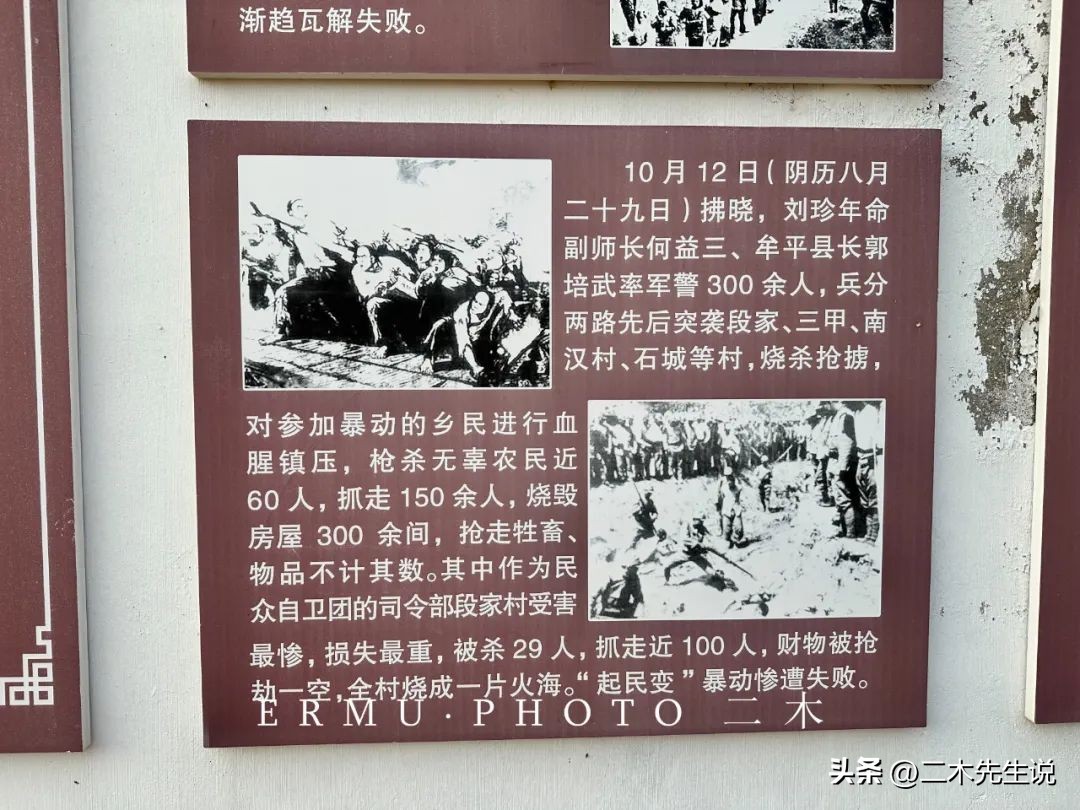 渐趋瓦解失败。
10月12日(阴历八月
二十九日)拂晓，刘珍年命
副师长何益三、牟平县长郭
培武率军警300余人，兵分
两路先后突袭段家、三甲、南
汉村、石城等村，烧杀抢掳，
对参加暴动的乡民进行血
腥镇压，枪杀无辜农民近
60人，抓走150余人，烧毁
房屋300余间，抢走牲畜、
物品不计其数。其中作为民
众自卫团的司令部段家村受害
最惨，损失最重，被杀29人，抓走近100人，财物被抢
劫一空，全村烧成一片火海。“起民变”暴动惨遭失败。
ERMU·PHOTO 二木
头条 @二木先生说